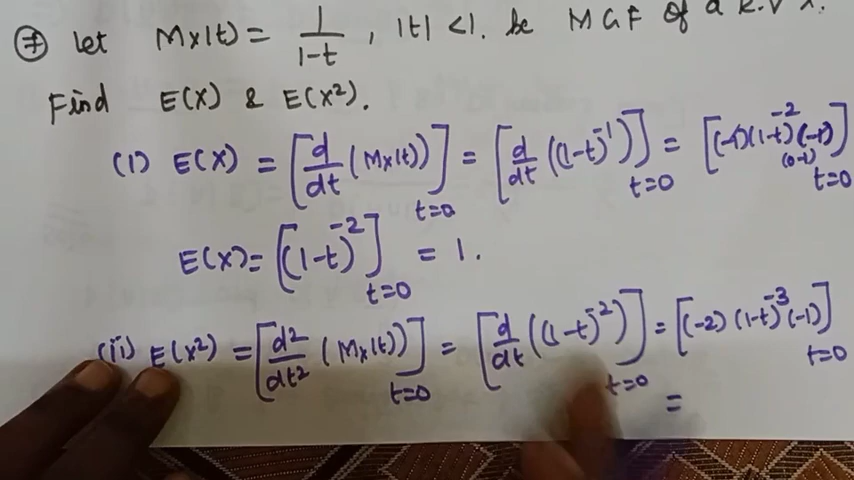 ⑦ Let Mx(t) = 1/(1-t), |t| < 1. be MGF of a R.V X.
Find E(X) & E(X²).
(i) E(X) = [d/dt (Mx(t))]t=0 = [d/dt ((1-t)⁻¹)]t=0 = [(-1)(1-t)⁻²(-1)]t=0
(0-1)
E(X) = [(1-t)⁻²]t=0 = 1.
(ii) E(X²) = [d²/dt² (Mx(t))]t=0 = [d/dt ((1-t)⁻²)]t=0 = [(-2)(1-t)⁻³(-1)]t=0
=